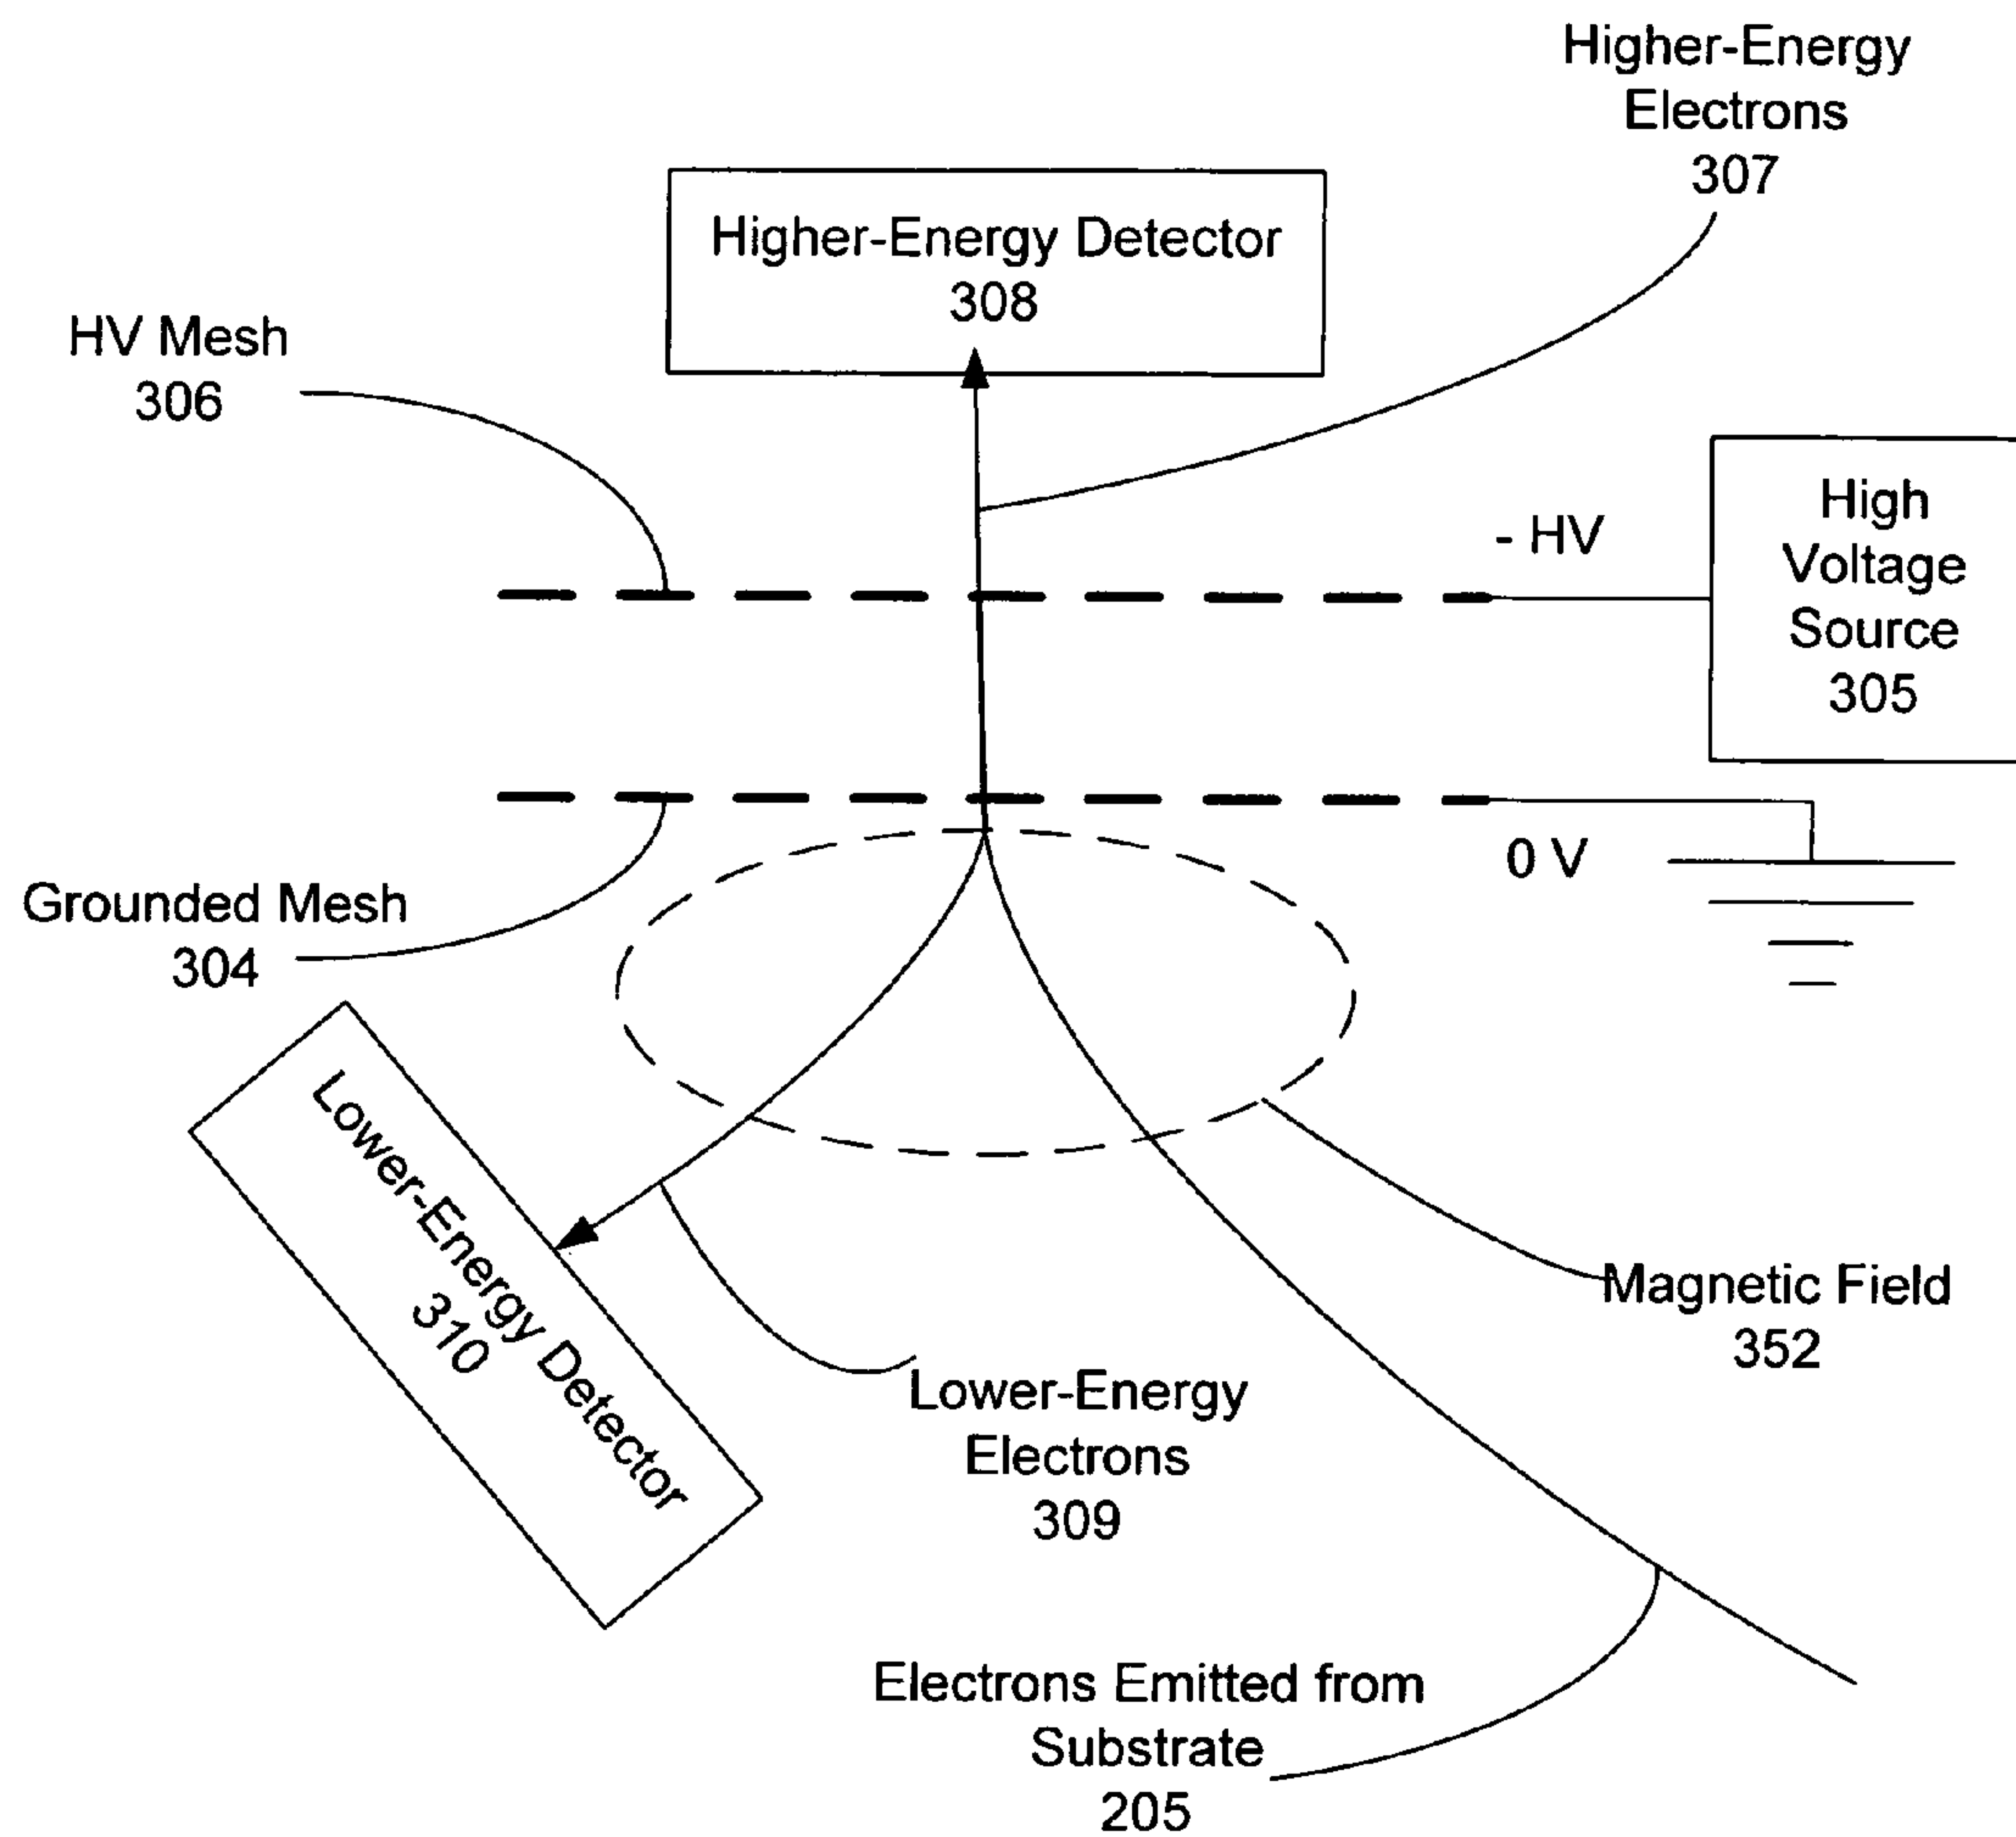 Higher-Energy
Electrons
307
Higher-Energy Detector
308
HV Mesh
306
High
Voltage
Source
305
- HV
Grounded Mesh
304
0 V
Lower-Energy Detector
310
Magnetic Field
352
Lower-Energy
Electrons
309
Electrons Emitted from
Substrate
205